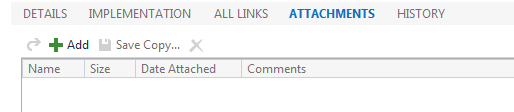 DETAILS IMPLEMENTATION ALL LINKS ATTACHMENTS HISTORY
Add Save Copy...
Name Size Date Attached Comments